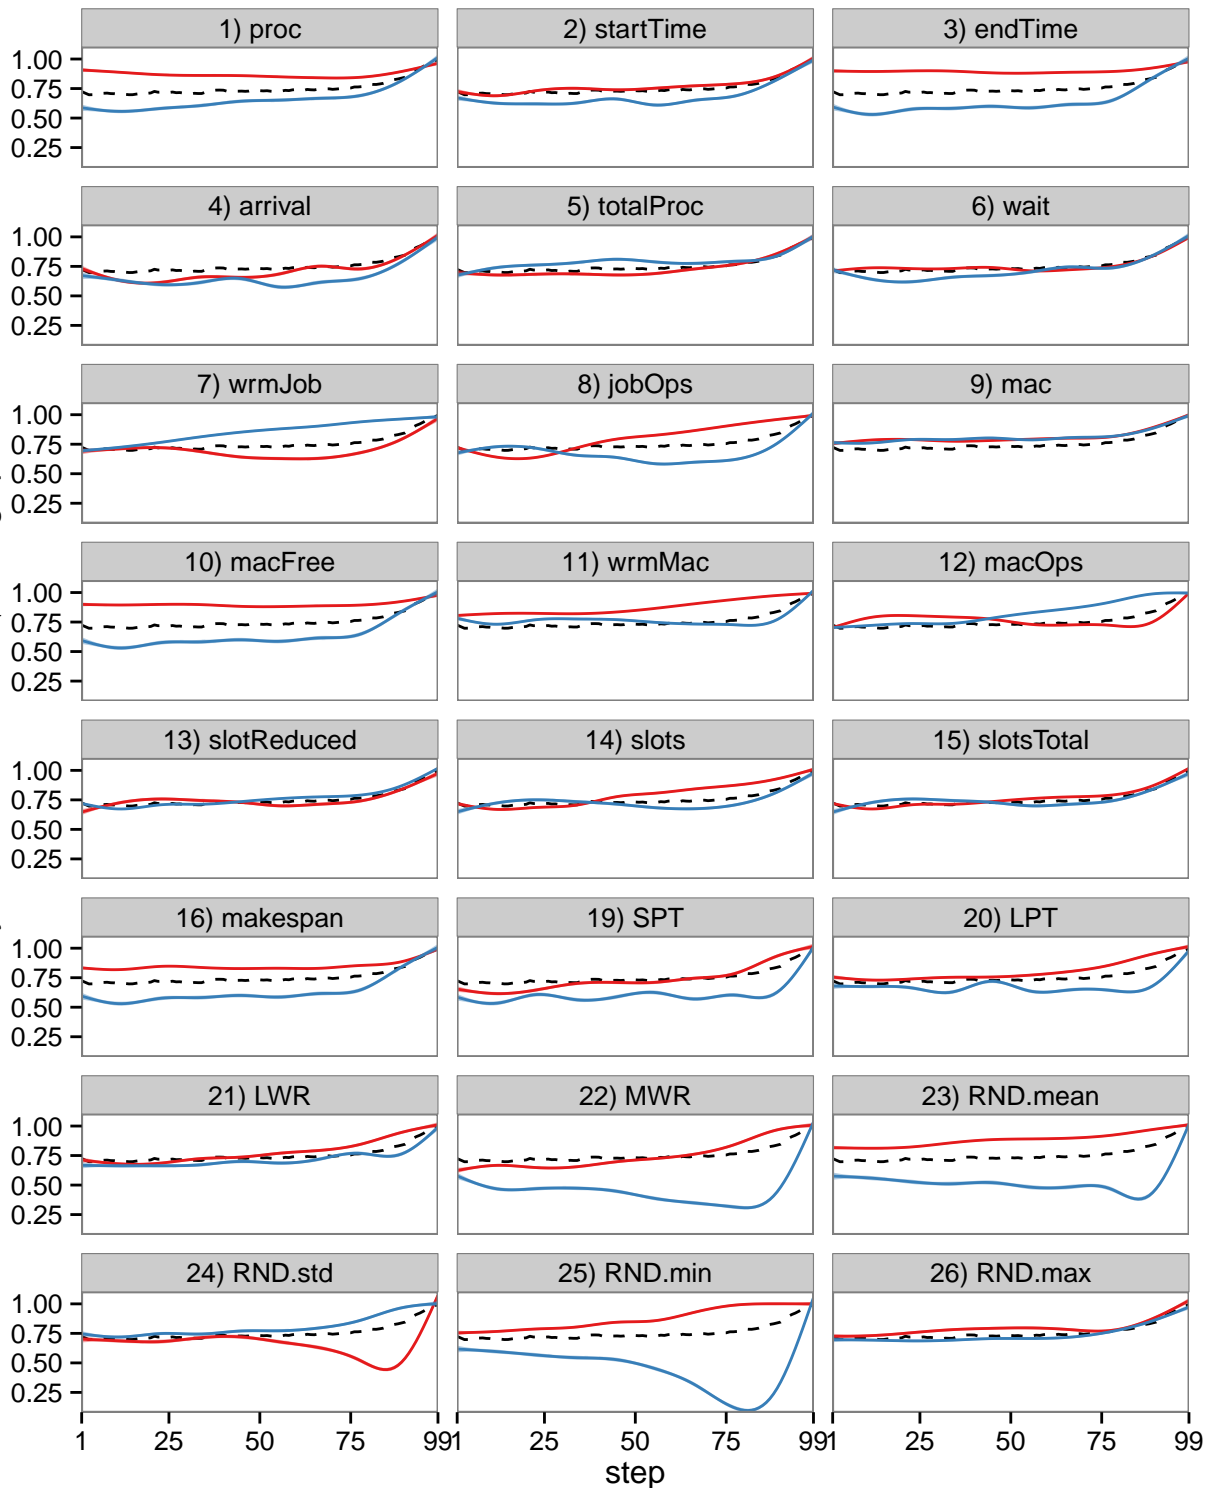 1) proc
2) startTime
3) endTime
1.00
0.75
0.50
0.25
4) arrival
5) totalProc
6) wait
1.00
0.75
0.50
0.25
7) wrmJob
8) jobOps
9) mac
1.00
0.75
0.50
0.25
10) macFree
11) wrmMac
12) macOps
1.00
0.75
0.50
0.25
13) slotReduced
14) slots
15) slotsTotal
1.00
0.75
0.50
0.25
16) makespan
19) SPT
20) LPT
1.00
0.75
0.50
0.25
21) LWR
22) MWR
23) RND.mean
1.00
0.75
0.50
0.25
24) RND.std
25) RND.min
26) RND.max
1.00
0.75
0.50
0.25
1 25 50 75 991 25 50 75 991 25 50 75 99
step